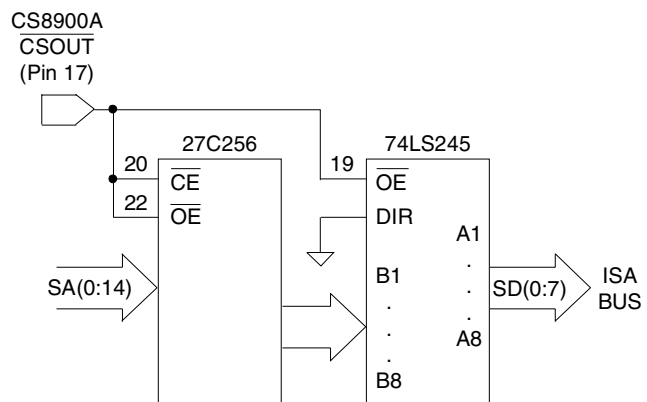 CS8900A
CSOUT
(Pin 17)
27C256
74LS245
20
CE
19
OE
22
OE
DIR
A1
.
.
.
A8
SA(0:14)
B1
.
.
.
B8
SD(0:7)
ISA
BUS